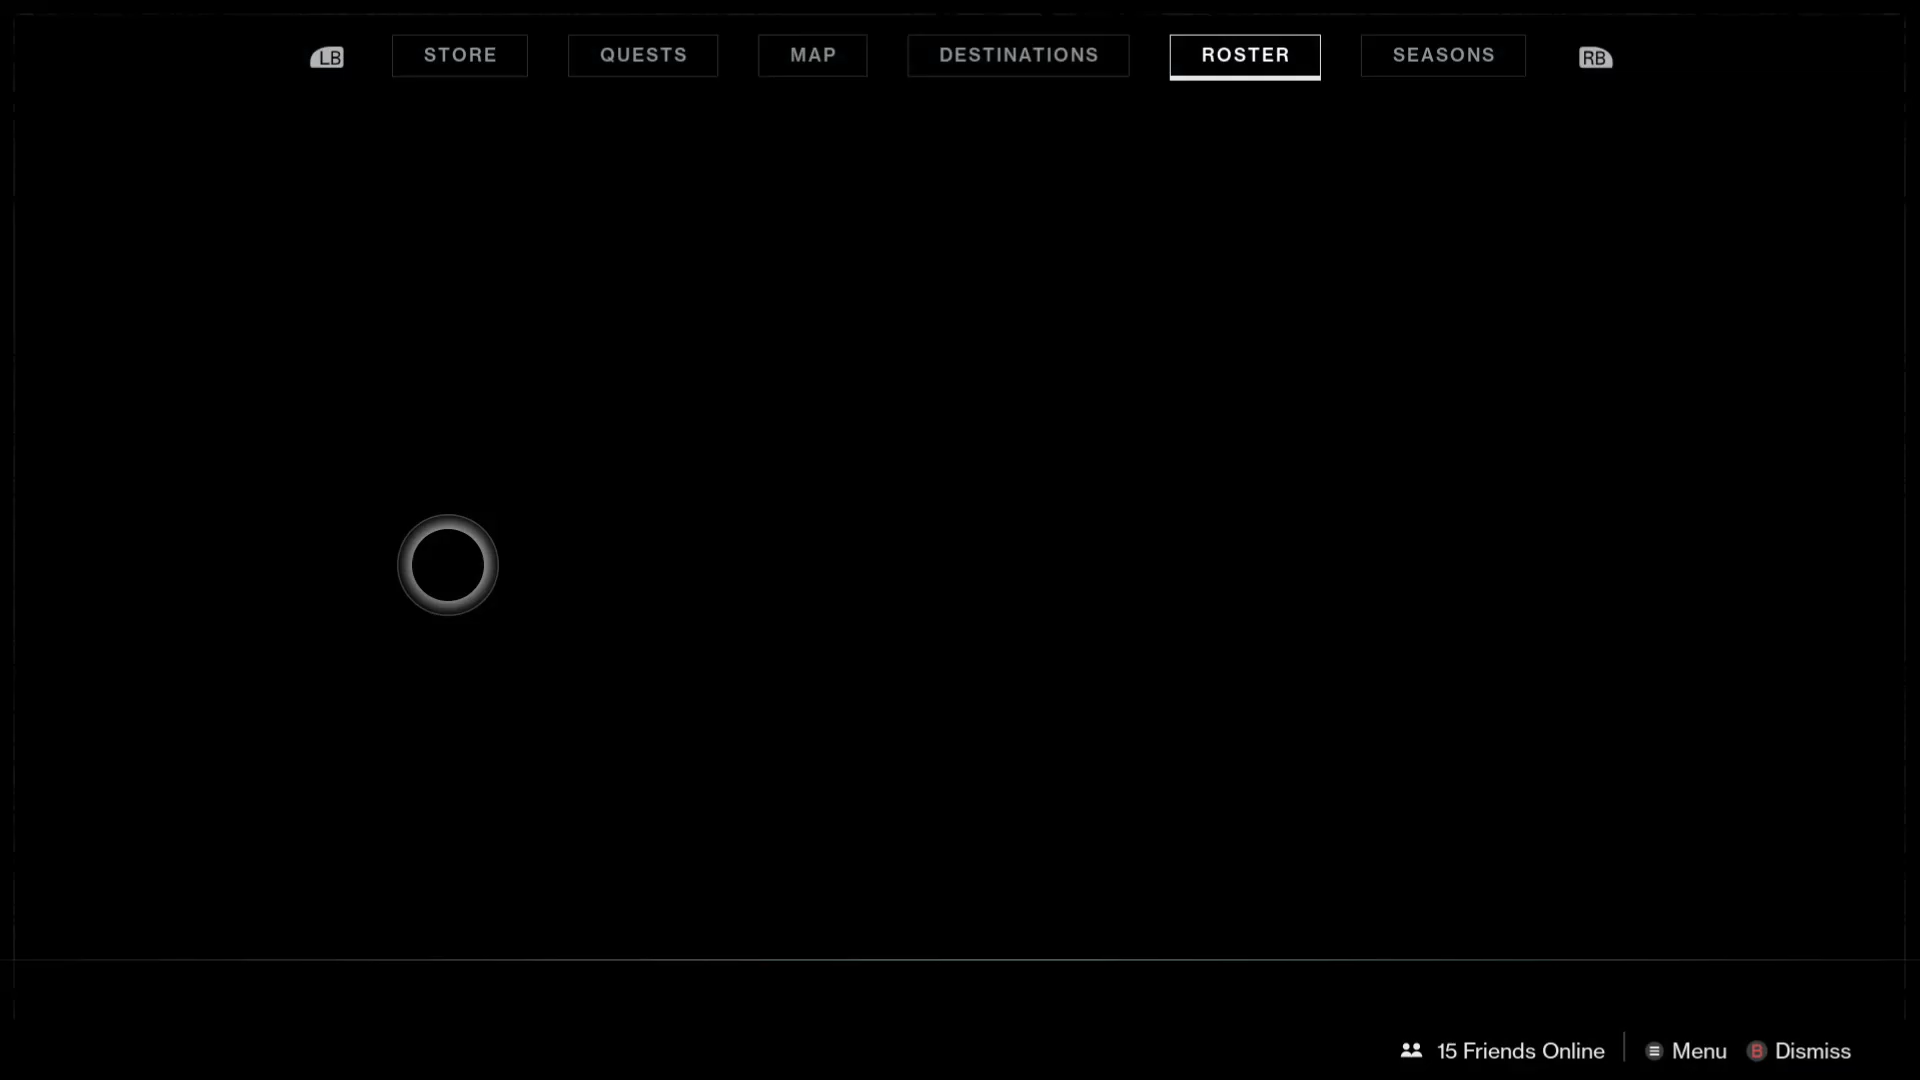 LB STORE QUESTS MAP DESTINATIONS ROSTER SEASONS RB
15 Friends Online Menu B Dismiss